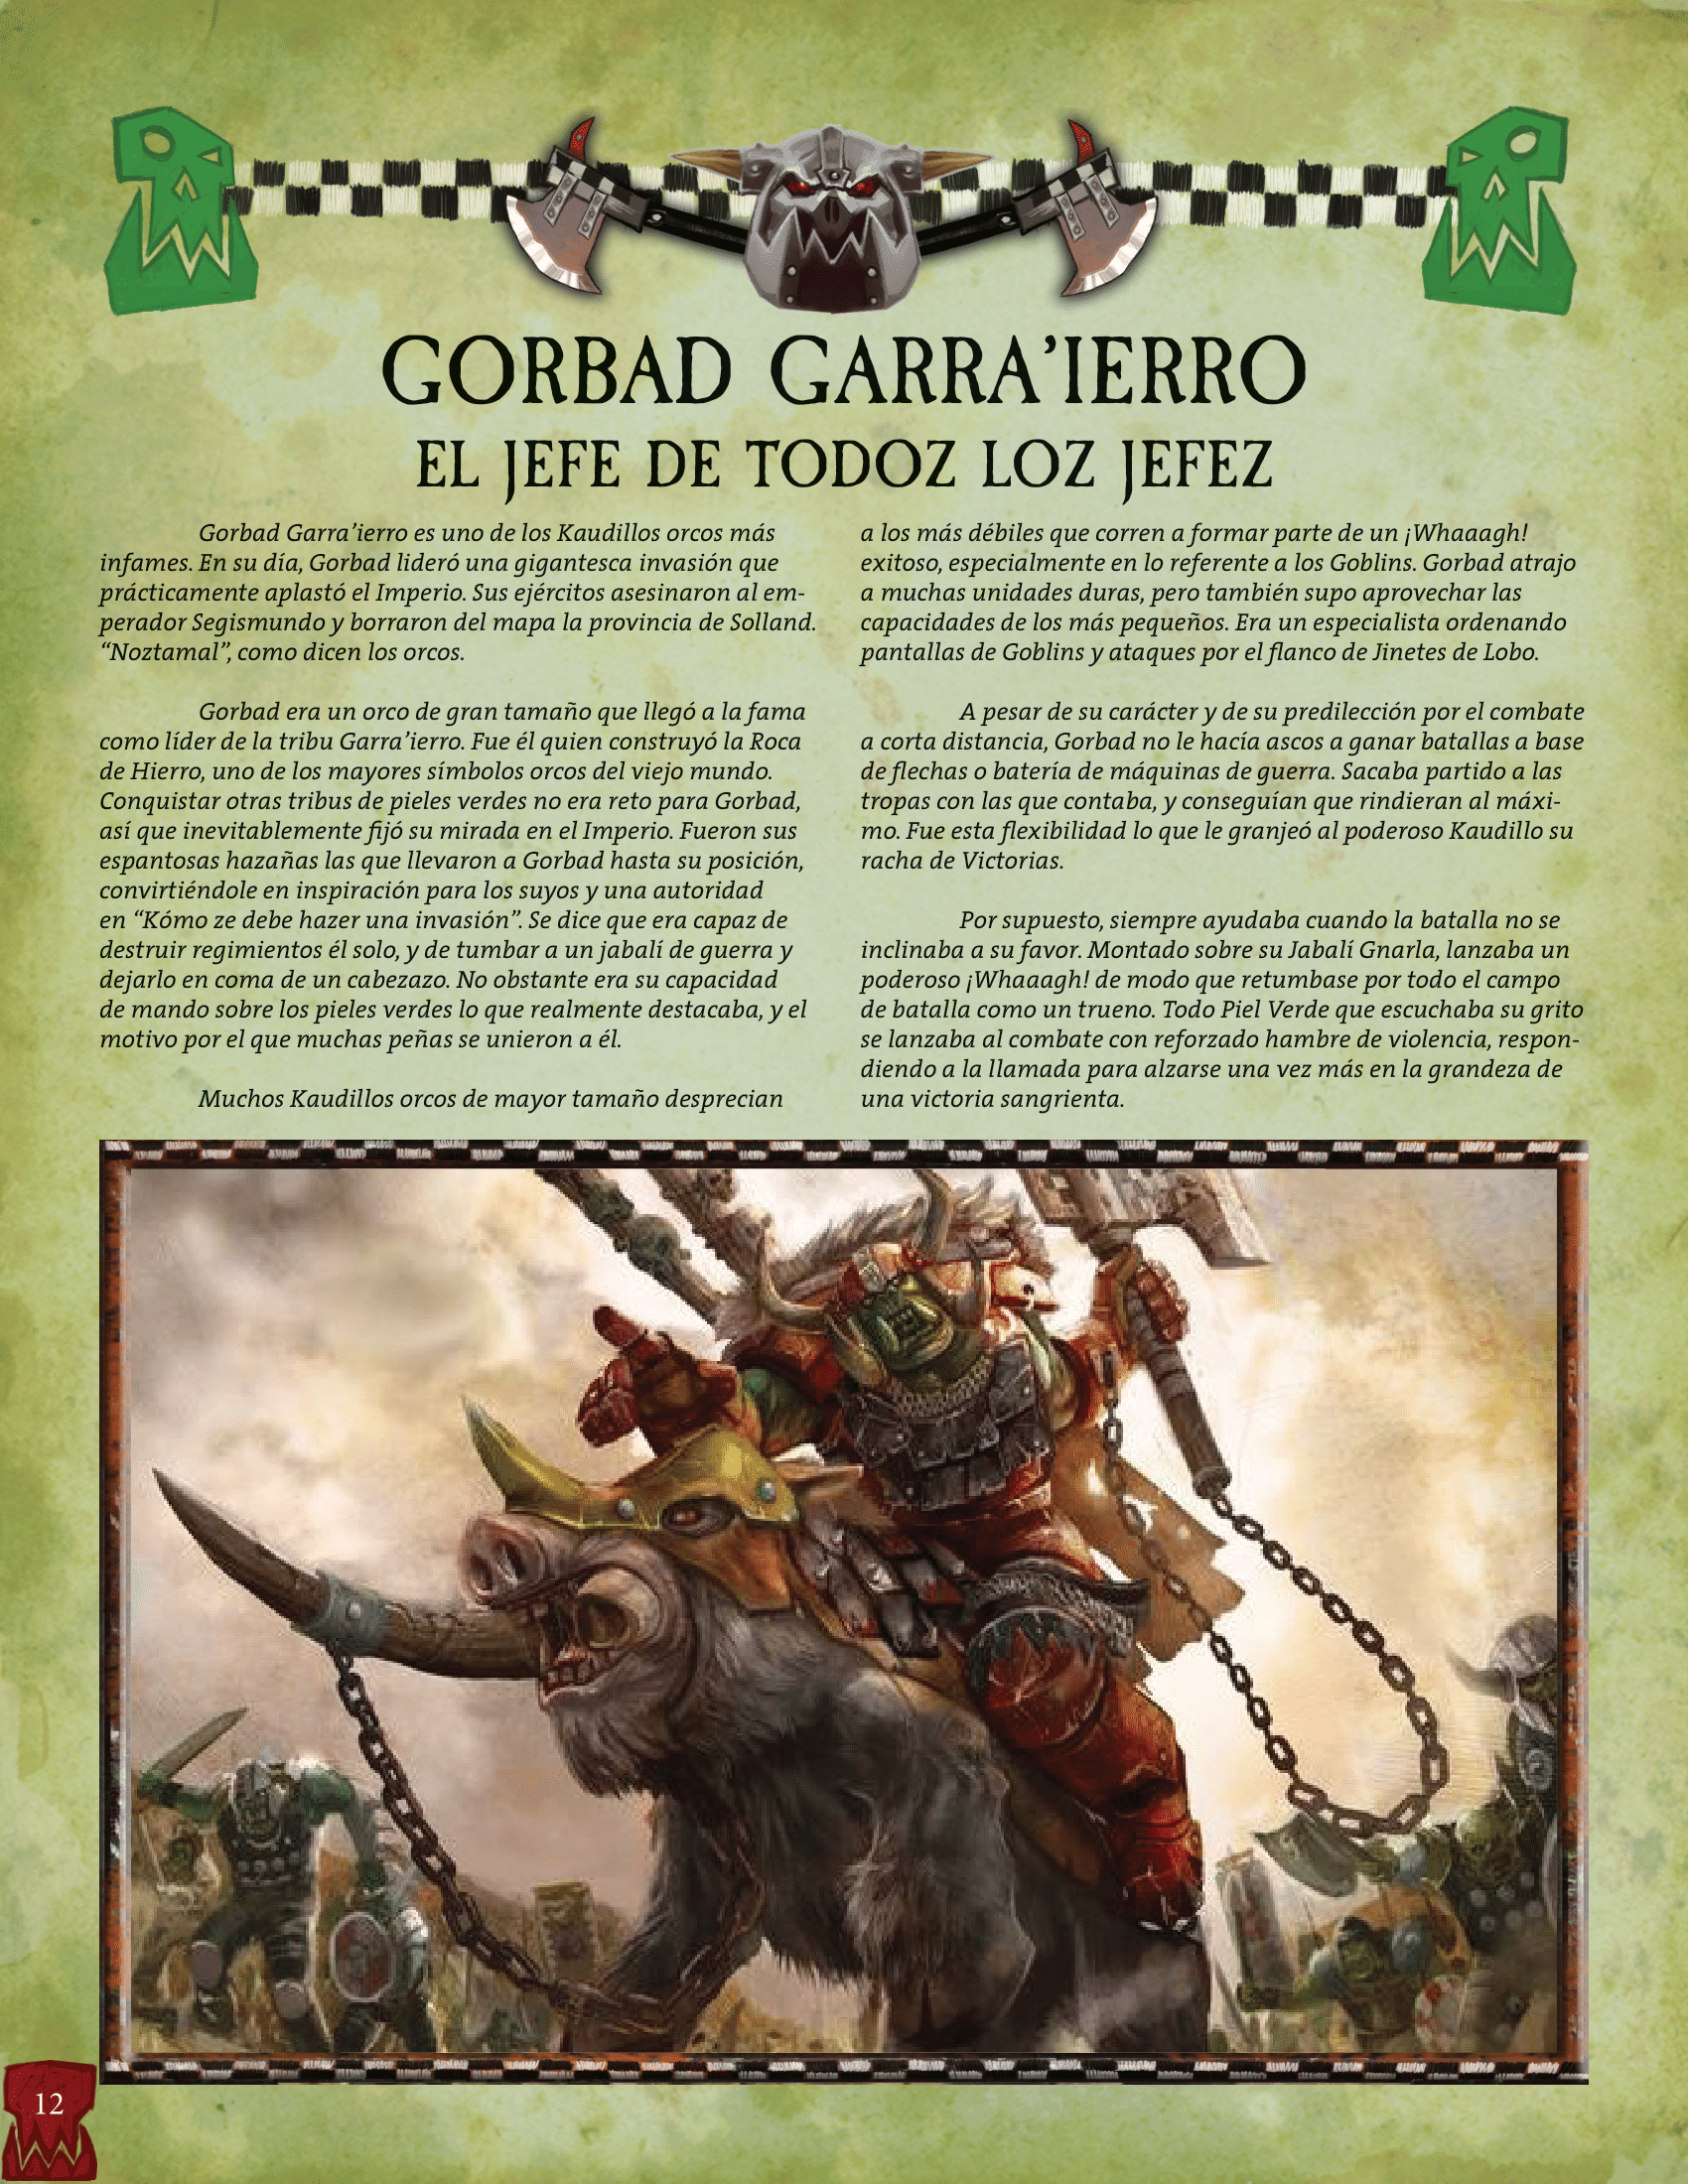 GORBAD GARRA'IERRO
EL JEFE DE TODOZ LOZ JEFEZ
Gorbad Garra'ierro es uno de los Kaudillos orcos más
infames. En su día, Gorbad lideró una gigantesca invasión que
prácticamente aplastó el Imperio. Sus ejércitos asesinaron al em-
perador Segismundo y borraron del mapa la provincia de Solland.
“Noztamal”, como dicen los orcos.
Gorbad era un orco de gran tamaño que llegó a la fama
como líder de la tribu Garra'ierro. Fue él quien construyó la Roca
de Hierro, uno de los mayores símbolos orcos del viejo mundo.
Conquistar otras tribus de pieles verdes no era reto para Gorbad,
así que inevitablemente fijó su mirada en el Imperio. Fueron sus
espantosas hazañas las que llevaron a Gorbad hasta su posición,
convirtiéndole en inspiración para los suyos y una autoridad
en “Kómo ze debe hazer una invasión”. Se dice que era capaz de
destruir regimientos él solo, y de tumbar a un jabalí de guerra y
dejarlo en coma de un cabezazo. No obstante era su capacidad
de mando sobre los pieles verdes lo que realmente destacaba, y el
motivo por el que muchas peñas se unieron a él.
Muchos Kaudillos orcos de mayor tamaño desprecian
a los más débiles que corren a formar parte de un ¡Whaaagh!
exitoso, especialmente en lo referente a los Goblins. Gorbad atrajo
a muchas unidades duras, pero también supo aprovechar las
capacidades de los más pequeños. Era un especialista ordenando
pantallas de Goblins y ataques por el flanco de Jinetes de Lobo.
A pesar de su carácter y de su predilección por el combate
a corta distancia, Gorbad no le hacía ascos a ganar batallas a base
de flechas o batería de máquinas de guerra. Sacaba partido a las
tropas con las que contaba, y conseguían que rindieran al máxi-
mo. Fue esta flexibilidad lo que le granjeó al poderoso Kaudillo su
racha de Victorias.
Por supuesto, siempre ayudaba cuando la batalla no se
inclinaba a su favor. Montado sobre su Jabalí Gnarla, lanzaba un
poderoso ¡Whaaagh! de modo que retumbase por todo el campo
de batalla como un trueno. Todo Piel Verde que escuchaba su grito
se lanzaba al combate con reforzado hambre de violencia, respon-
diendo a la llamada para alzarse una vez más en la grandeza de
una victoria sangrienta.
12